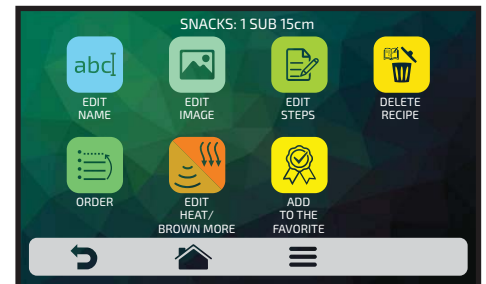 SNACKS: 1 SUB 15cm
abc
EDIT
NAME
EDIT
IMAGE
EDIT
STEPS
DELETE
RECIPE
ORDER
EDIT
HEAT/
BROWN MORE
ADD
TO THE
FAVORITE